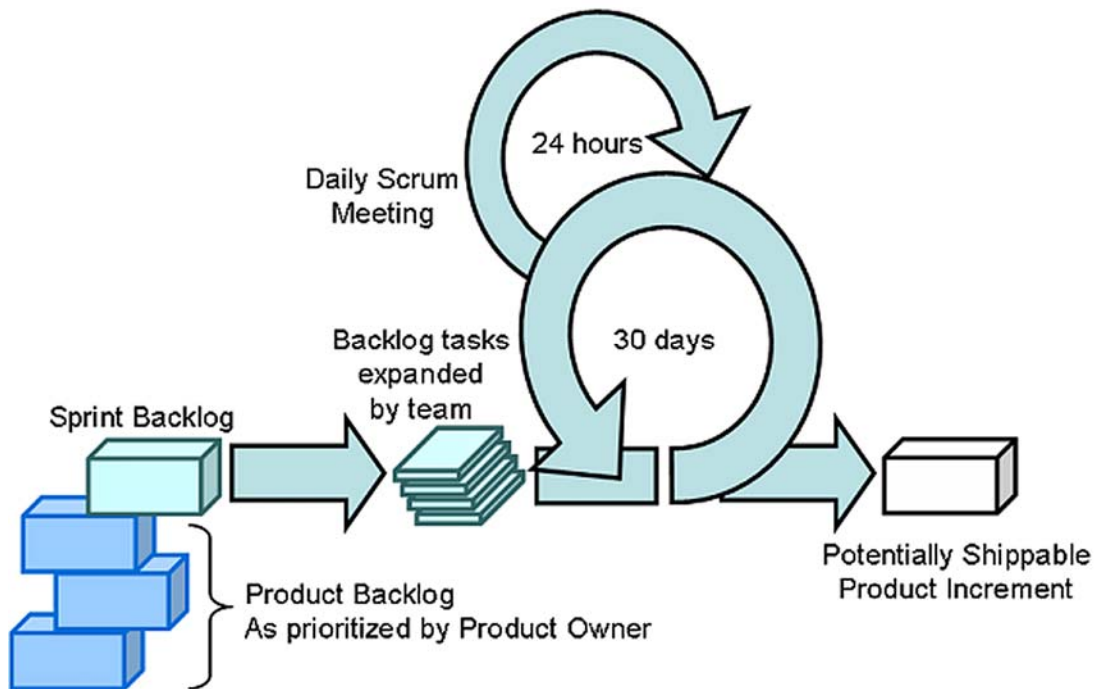 24 hours
Daily Scrum
Meeting
30 days
Backlog tasks
expanded
by team
Sprint Backlog
Potentially Shippable
Product Increment
Product Backlog
As prioritized by Product Owner